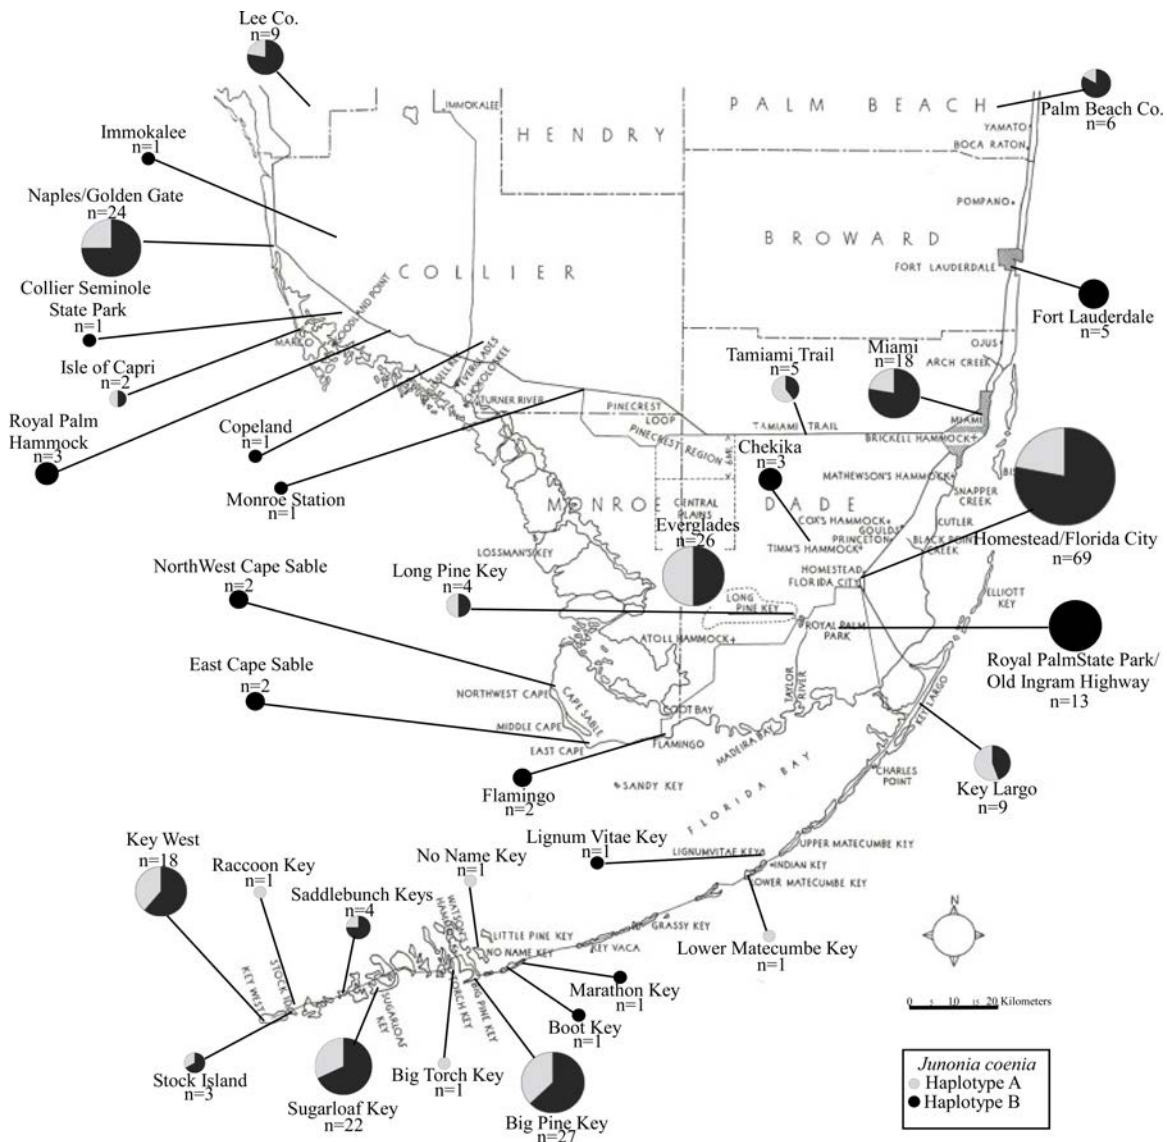 Lee Co.
n=9
Palm Beach Co.
n=6
PALM BEACH
YAMATO
BOCA RATON
IMMOKALEE
HENDRY
Immokalee
n=1
Naples/Golden Gate
n=24
POMPANO
BROWARD
COLLIER
FORT LAUDERDALE
Fort Lauderdale
n=5
Collier Seminole
State Park
n=1
GOODLAND POINT
MARCO
Isle of Capri
n=2
EVERGLADES
CHOKOLOSKEE
TURNER RIVER
Tamiami Trail
n=5
Miami
n=18
OJUS
ARCH CREEK
Royal Palm
Hammock
n=3
Copeland
n=1
PINECREST
LOOP
PINECREST REGION
TAMIAMI TRAIL
MIAMI
BRICKELL HAMMOCK
Monroe Station
n=1
Chekika
n=3
MATHEWSON'S HAMMOCK
SNAPPER
CREEK
MONROE
DADE
CENTRAL
PLAINS
COX'S HAMMOCK
GOULDS
CUTLER
PRINCETON
BLACK POINT
CREEK
TIMM'S HAMMOCK
Everglades
n=26
LOSSMAN'S KEY
Homestead/Florida City
n=69
HOMESTEAD
FLORIDA CITY
NorthWest Cape Sable
n=2
Long Pine Key
n=4
LONG
PINE KEY
ELLIOTT
KEY
ROYAL PALM
PARK
ATOLL HAMMOCK
Royal PalmState Park/
Old Ingram Highway
n=13
East Cape Sable
n=2
NORTHWEST CAPE
CAPE SABLE
MIDDLE CAPE
EAST CAPE
COOT BAY
FLAMINGO
TAYLOR
RIVER
MADEIRA BAY
KEY LARGO
Flamingo
n=2
SANDY KEY
FLORIDA BAY
CHARLES
POINT
Key Largo
n=9
Key West
n=18
Raccoon Key
n=1
Saddlebunch Keys
n=4
No Name Key
n=1
Lignum Vitae Key
n=1
LIGNUMVITAE KEY
UPPER MATECUMBE KEY
INDIAN KEY
LOWER MATECUMBE KEY
WATSON'S
LITTLE PINE KEY
NO NAME KEY
GRASSY KEY
KEY VACA
Lower Matecumbe Key
n=1
N
KEY WEST
SUGARLOAF
KEY
TORCH KEY
BIG PINE KEY
Marathon Key
n=1
Boot Key
n=1
0 5 10 15 20 Kilometers
Stock Island
n=3
Sugarloaf Key
n=22
Big Torch Key
n=1
Big Pine Key
n=27
Junonia coenia
Haplotype A
Haplotype B